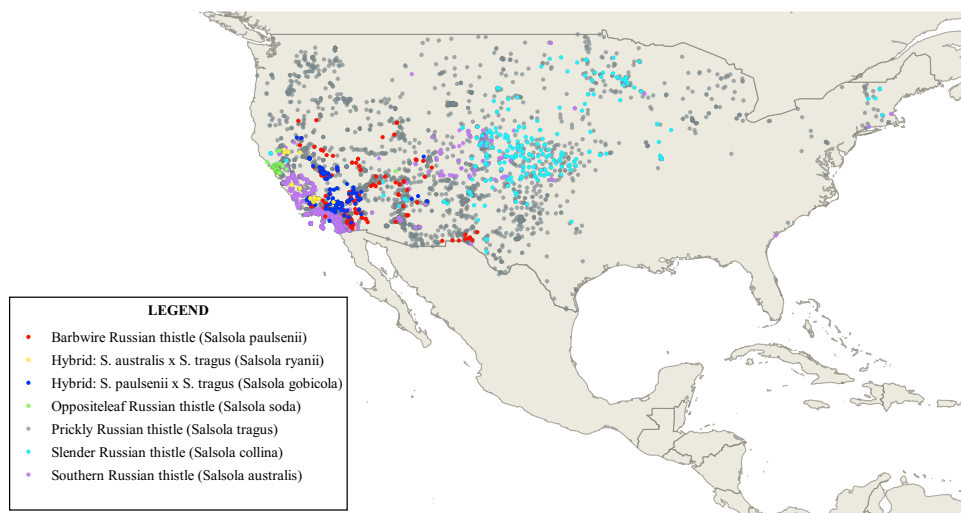 LEGEND
Barbwire Russian thistle (Salsola paulsenii)
Hybrid: S. australis x S. tragus (Salsola ryanii)
Hybrid: S. paulsenii x S. tragus (Salsola gobicola)
Oppositeleaf Russian thistle (Salsola soda)
Prickly Russian thistle (Salsola tragus)
Slender Russian thistle (Salsola collina)
Southern Russian thistle (Salsola australis)